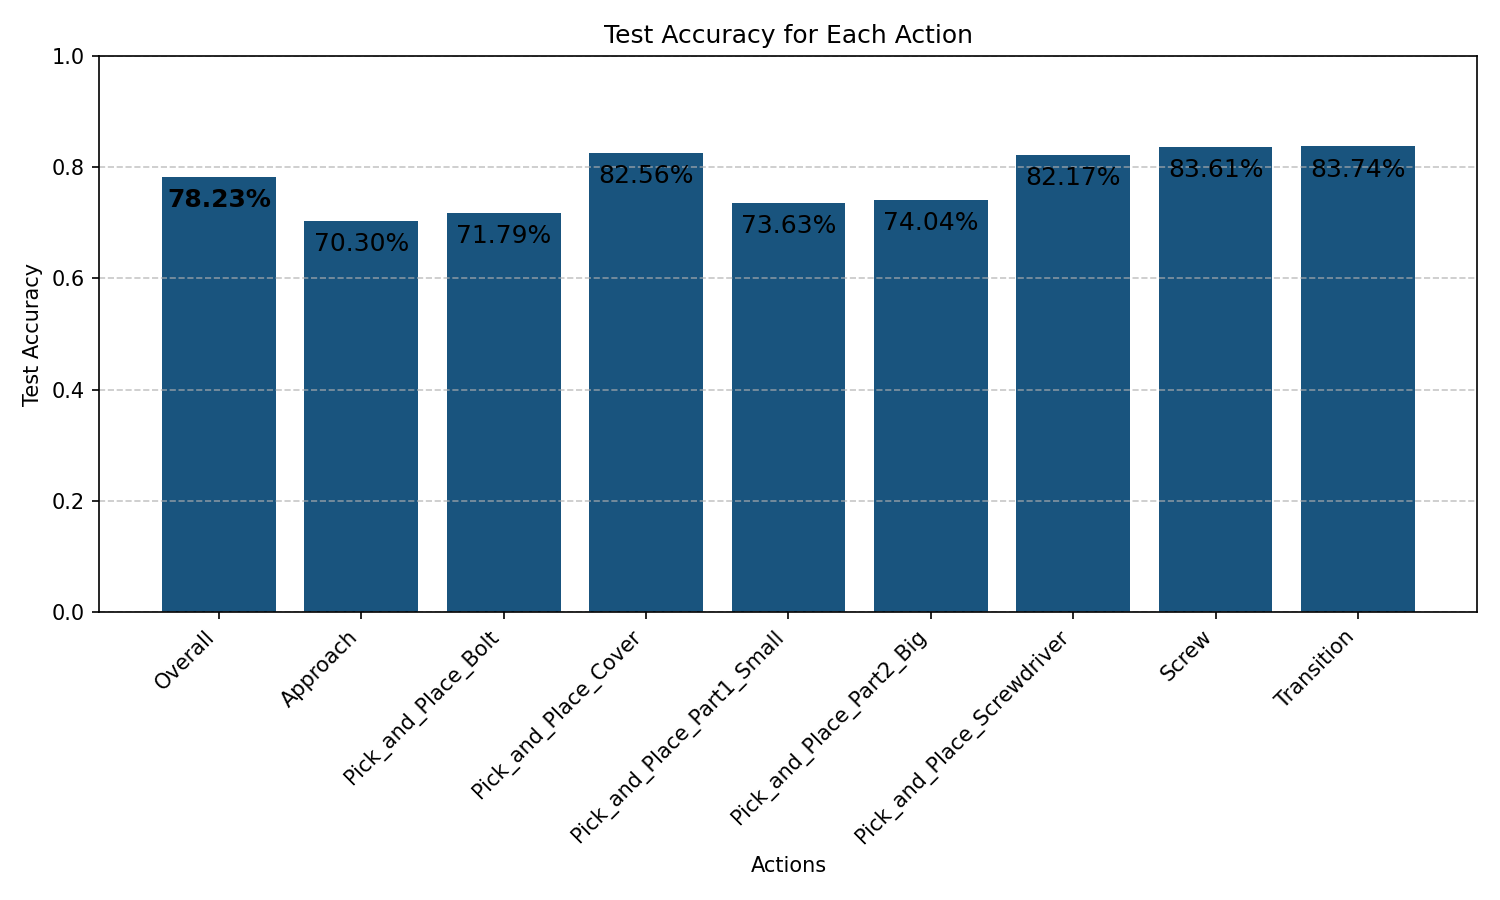 Test Accuracy for Each Action
1.0
0.8
0.6
0.4
0.2
0.0
Test Accuracy
78.23%
70.30%
71.79%
82.56%
73.63%
74.04%
82.17%
83.61%
83.74%
Overall
Approach
Pick_and_Place_Bolt
Pick_and_Place_Cover
Pick_and_Place_Part1_Small
Pick_and_Place_Part2_Big
Pick_and_Place_Screwdriver
Screw
Transition
Actions